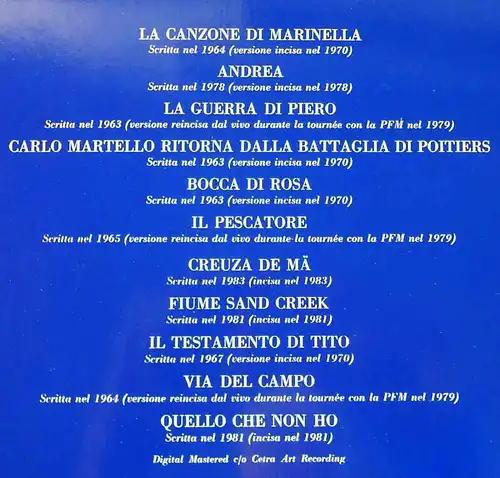 LA CANZONE DI MARINELLA
Scritta nel 1964 (versione incisa nel 1970)
ANDREA
Scritta nel 1978 (versione incisa nel 1978)
LA GUERRA DI PIERO
Scritta nel 1963 (versione reincisa dal vivo durante la tournée con la PFM nel 1979)
CARLO MARTELLO RITORNA DALLA BATTAGLIA DI POITIERS
Scritta nel 1963 (versione incisa nel 1970)
BOCCA DI ROSA
Scritta nel 1963 (versione incisa nel 1970)
IL PESCATORE
Scritta nel 1965 (versione reincisa dal vivo durante la tournée con la PFM nel 1979)
CREUZA DE MÄ
Scritta nel 1983 (incisa nel 1983)
FIUME SAND CREEK
Scritta nel 1981 (incisa nel 1981)
IL TESTAMENTO DI TITO
Scritta nel 1967 (versione incisa nel 1970)
VIA DEL CAMPO
Scritta nel 1964 (versione reincisa dal vivo durante la tournée con la PFM nel 1979)
QUELLO CHE NON HO
Scritta nel 1981 (incisa nel 1981)
Digital Mastered c/o Cetra Art Recording